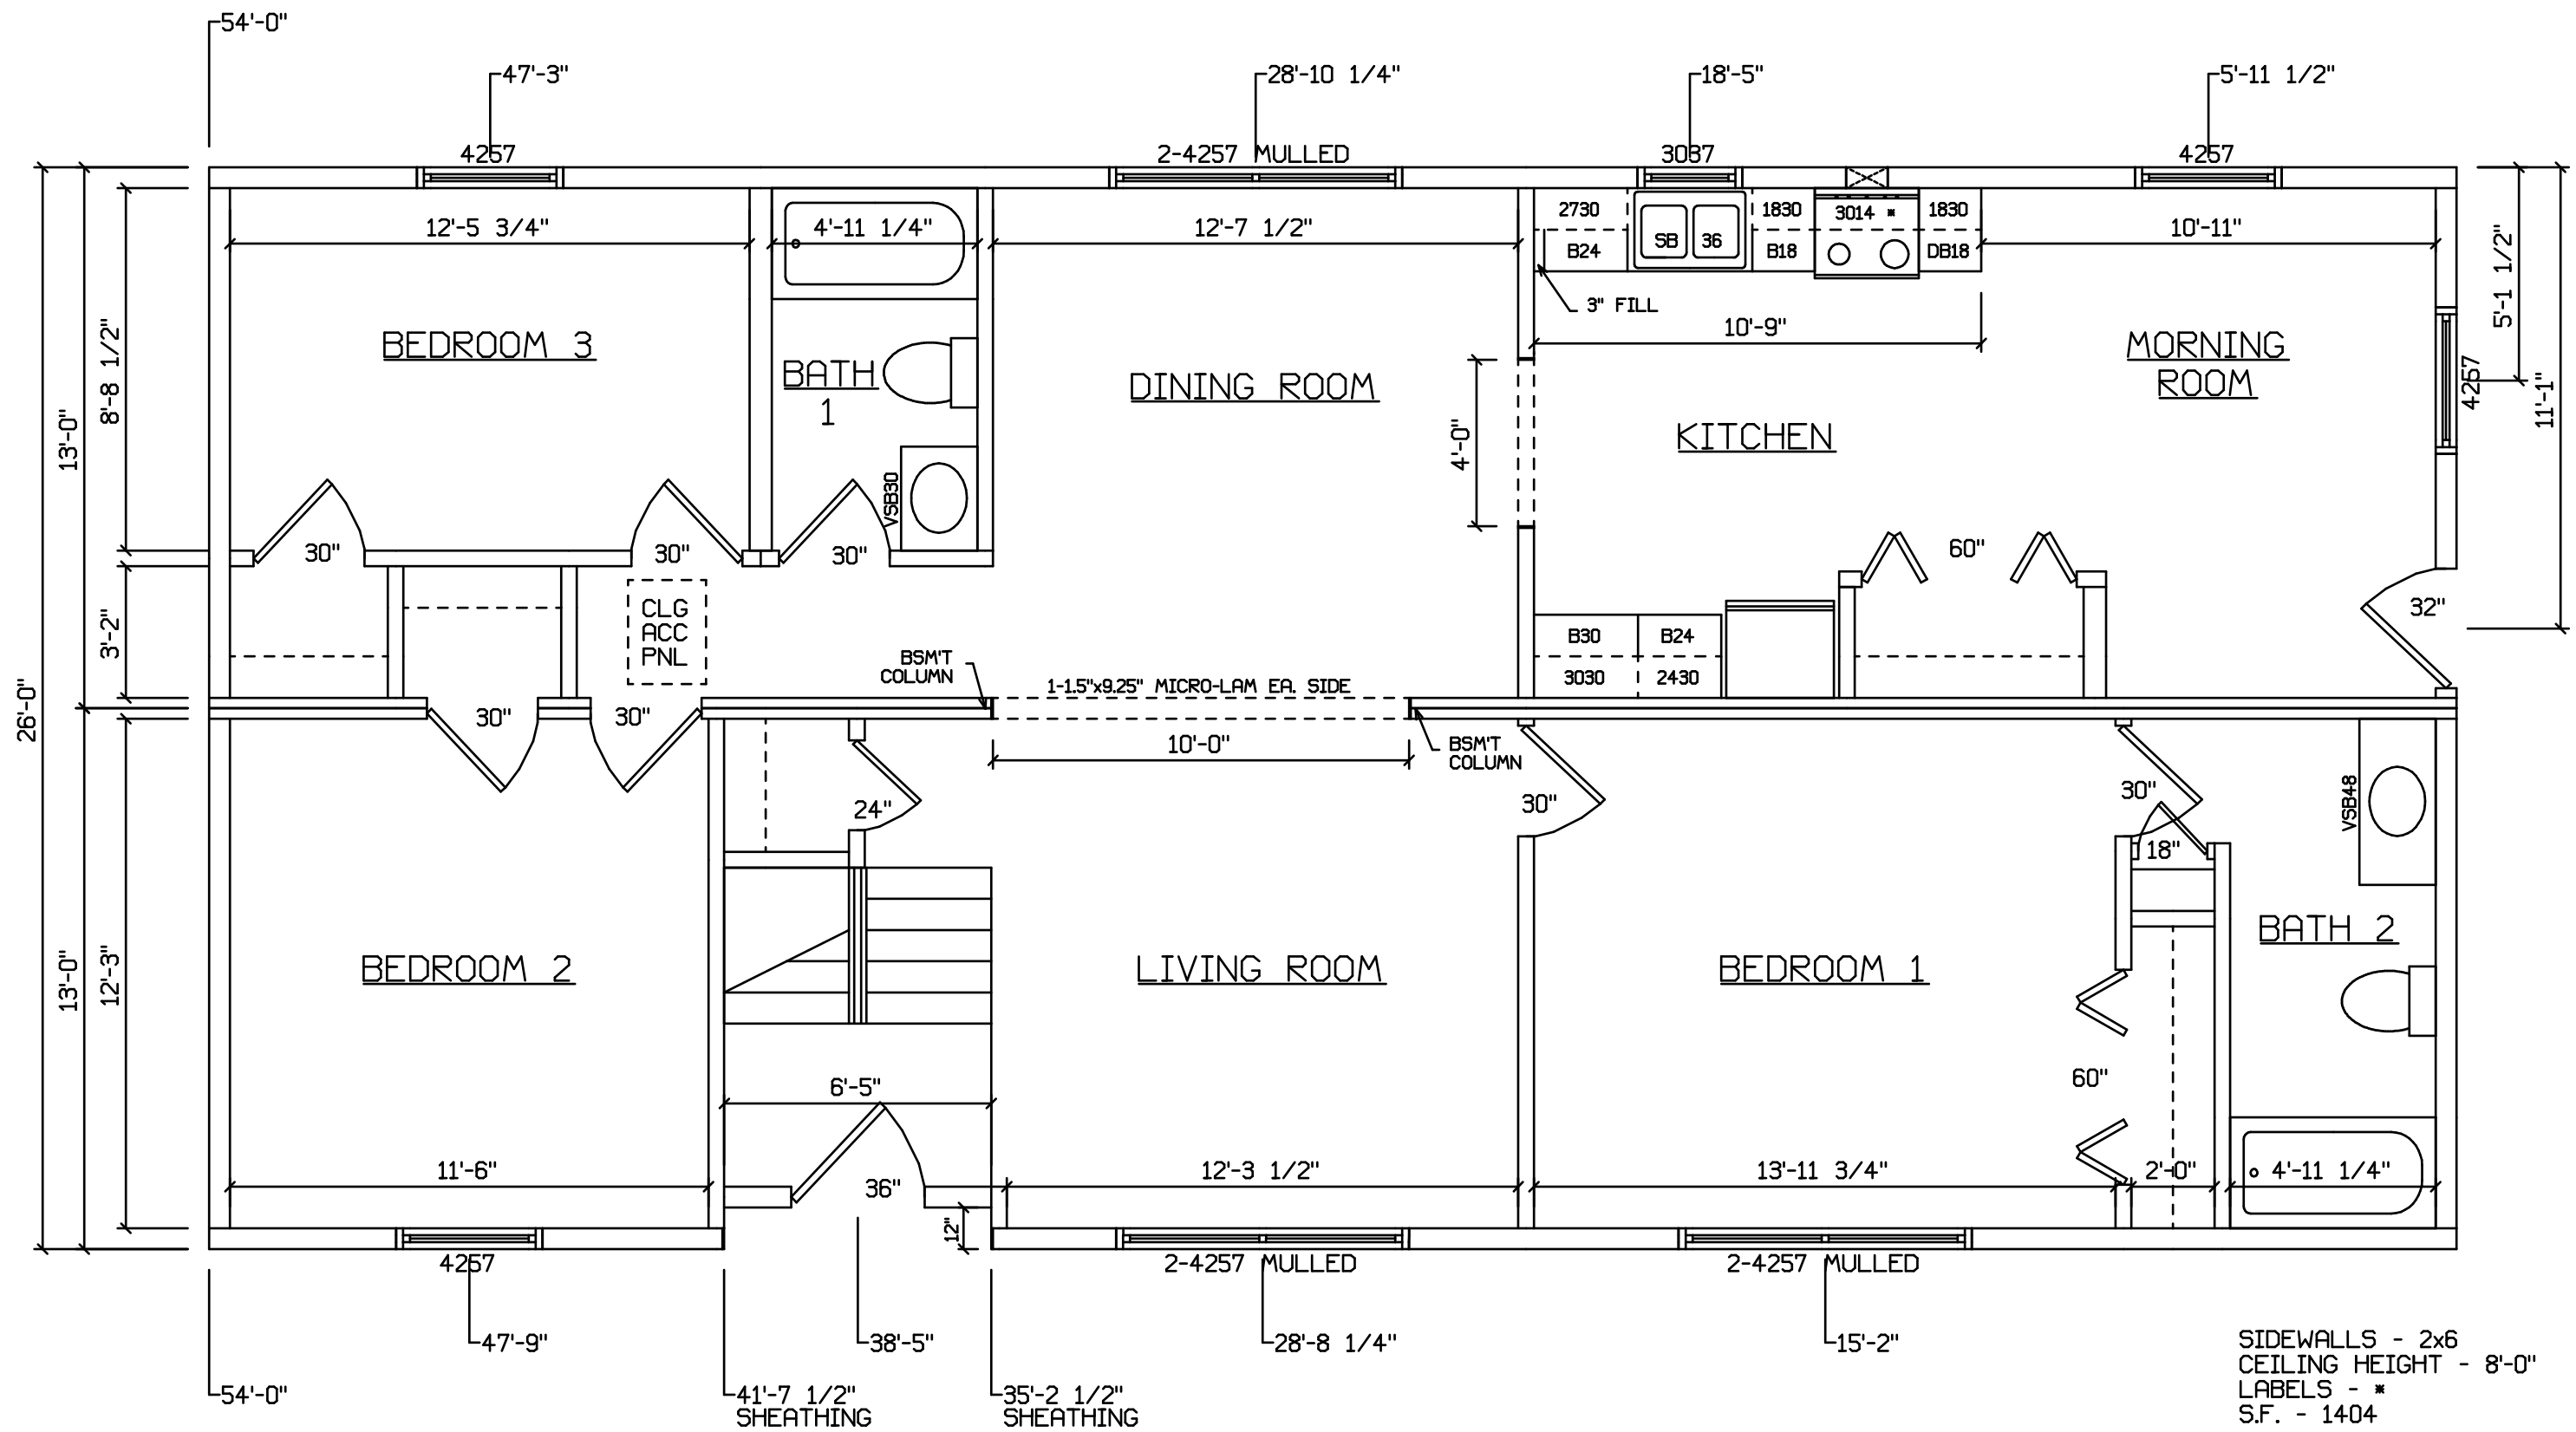 54'-0"
47'-3"
28'-10 1/4"
18'-5"
5'-11 1/2"
4257
2-4257 MULLED
3037
4257
12'-5 3/4"
4'-11 1/4"
12'-7 1/2"
2730
SB 36
1830
3014 *
1830
B24
B18
DB18
10'-11"
3" FILL
10'-9"
5'-1 1/2"
11'-1"
4257
26'-0"
13'-0"
8'-8 1/2"
3'-2"
BEDROOM 3
BATH
1
VSB30
DINING ROOM
4'-0"
KITCHEN
MORNING
ROOM
30"
30"
30"
60"
32"
CLG
ACC
PNL
BSM'T
COLUMN
1-1.5"x9.25" MICRO-LAM EA. SIDE
B30
B24
3030
2430
30"
30"
10'-0"
BSM'T
COLUMN
24"
30"
30"
18"
VSB48
13'-0"
12'-3"
BEDROOM 2
LIVING ROOM
BEDROOM 1
BATH 2
60"
6'-5"
11'-6"
36"
12"
12'-3 1/2"
13'-11 3/4"
2'-0"
4'-11 1/4"
4257
2-4257 MULLED
2-4257 MULLED
47'-9"
38'-5"
28'-8 1/4"
15'-2"
54'-0"
41'-7 1/2"
SHEATHING
35'-2 1/2"
SHEATHING
SIDEWALLS - 2x6
CEILING HEIGHT - 8'-0"
LABELS - *
S.F. - 1404